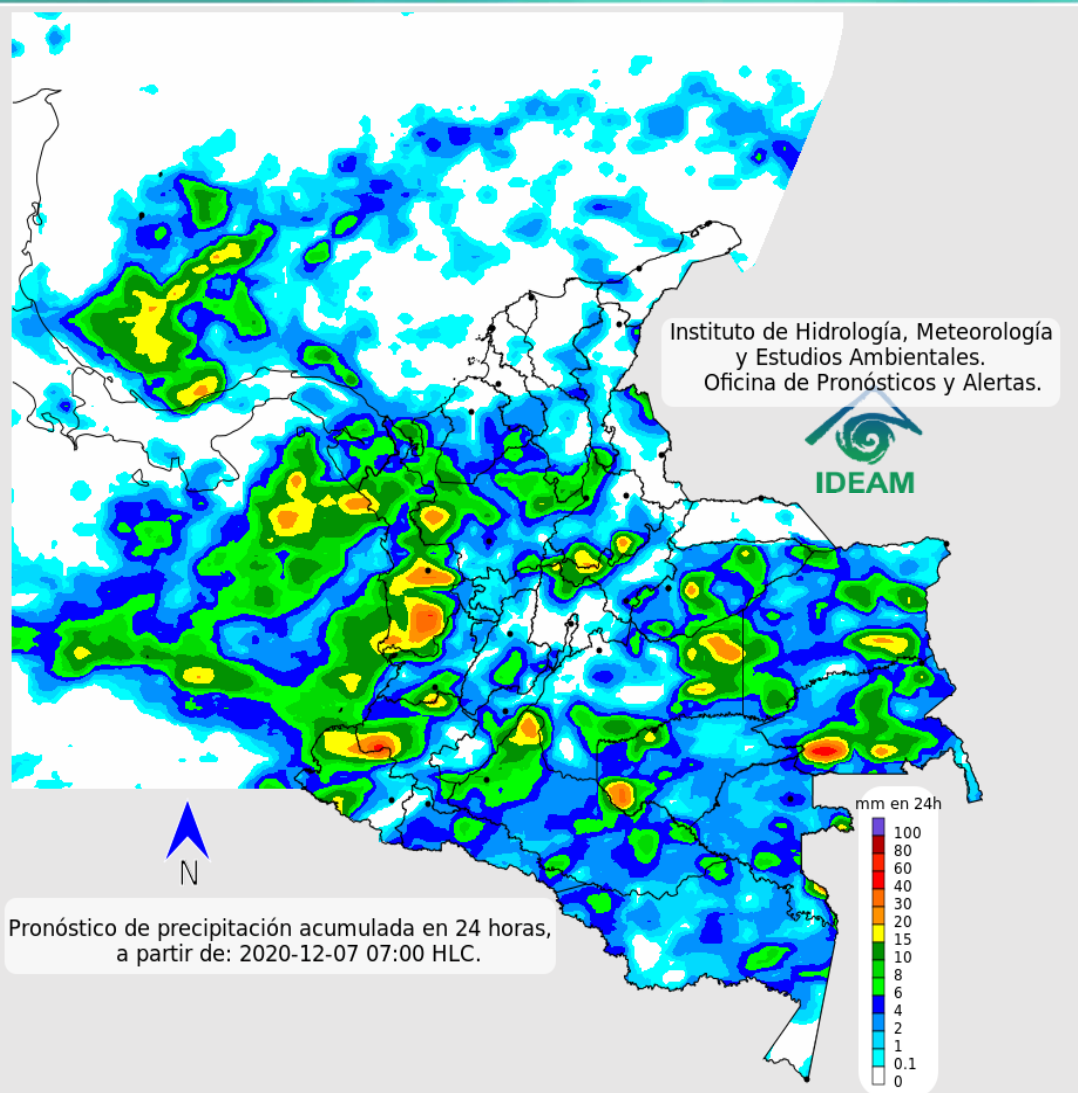 Instituto de Hidrología, Meteorología
y Estudios Ambientales.
Oficina de Pronósticos y Alertas.
IDEAM
mm en 24h
100
80
60
40
30
20
15
10
8
6
4
2
1
0.1
0
N
Pronóstico de precipitación acumulada en 24 horas,
a partir de: 2020-12-07 07:00 HLC.